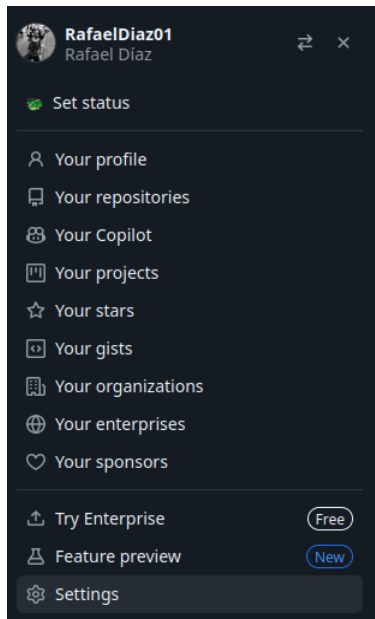 RafaelDiaz01
Rafael Díaz
Set status
Your profile
Your repositories
Your Copilot
Your projects
Your stars
Your gists
Your organizations
Your enterprises
Your sponsors
Try Enterprise Free
Feature preview New
Settings